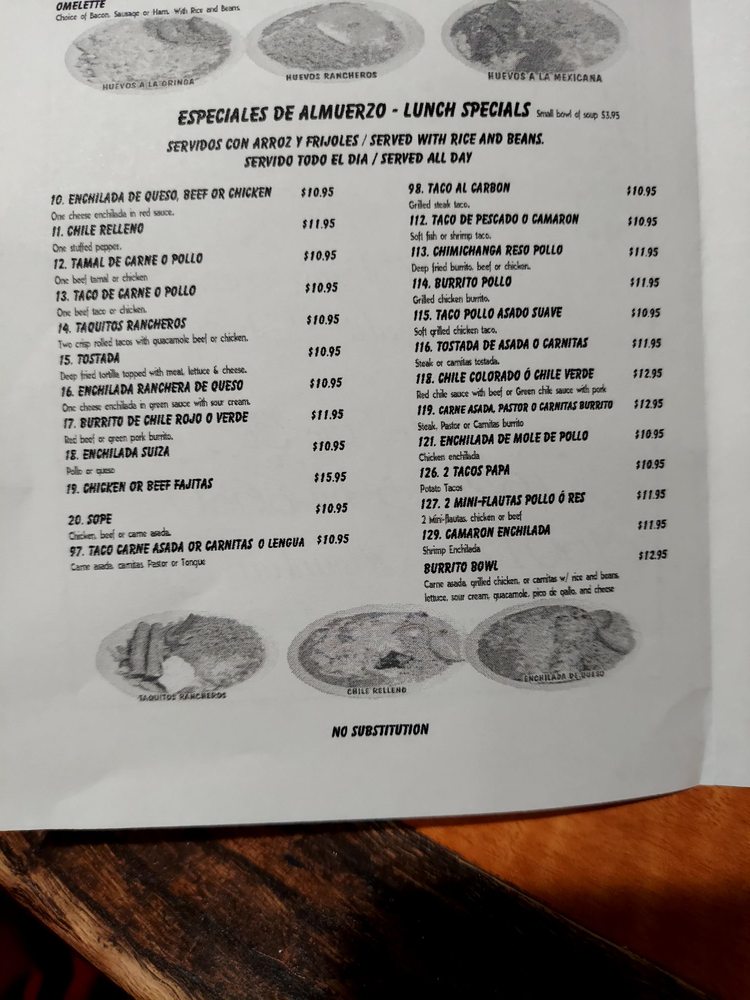 OMELETTE
Choice of Bacon, Sausage or Ham. With Rice and Beans.
HUEVOS A LA GRINGA
HUEVOS RANCHEROS
HUEVOS A LA MEXICANA
ESPECIALES DE ALMUERZO - LUNCH SPECIALS Small bowl of soup $3.95
SERVIDOS CON ARROZ Y FRIJOLES / SERVED WITH RICE AND BEANS.
SERVIDO TODO EL DIA / SERVED ALL DAY
10. ENCHILADA DE QUESO, BEEF OR CHICKEN $10.95
One cheese enchilada in red sauce.
11. CHILE RELLENO $11.95
One stuffed pepper.
12. TAMAL DE CARNE O POLLO $10.95
One beef tamal or chicken
13. TACO DE CARNE O POLLO $10.95
One beef taco or chicken.
14. TAQUITOS RANCHEROS $10.95
Two crisp rolled tacos with guacamole beef or chicken.
15. TOSTADA $10.95
Deep fried tortilla topped with meat, lettuce & cheese.
16. ENCHILADA RANCHERA DE QUESO $10.95
One cheese enchilada in green sauce with sour cream.
17. BURRITO DE CHILE ROJO O VERDE $11.95
Red beef or green pork burrito.
18. ENCHILADA SUIZA $10.95
Pollo or queso
19. CHICKEN OR BEEF FAJITAS $15.95
20. SOPE $10.95
Chicken, beef or carne asada.
97. TACO CARNE ASADA OR CARNITAS O LENGUA $10.95
Carne asada, carnitas, Pastor or Tongue
98. TACO AL CARBON $10.95
Grilled steak taco.
112. TACO DE PESCADO O CAMARON $10.95
Soft fish or shrimp taco.
113. CHIMICHANGA RESO POLLO $11.95
Deep fried burrito, beef or chicken.
114. BURRITO POLLO $11.95
Grilled chicken burrito.
115. TACO POLLO ASADO SUAVE $10.95
Soft grilled chicken taco.
116. TOSTADA DE ASADA O CARNITAS $11.95
Steak or carnitas tostada.
118. CHILE COLORADO Ó CHILE VERDE $12.95
Red chile sauce with beef or Green chile sauce with pork
119. CARNE ASADA, PASTOR O CARNITAS BURRITO $12.95
Steak, Pastor or Carnitas burrito
121. ENCHILADA DE MOLE DE POLLO $10.95
Chicken enchilada
126. 2 TACOS PAPA $10.95
Potato Tacos
127. 2 MINI-FLAUTAS POLLO Ó RES $11.95
2 Mini-flautas, chicken or beef
129. CAMARON ENCHILADA $11.95
Shrimp Enchilada
BURRITO BOWL $12.95
Carne asada, grilled chicken, or carnitas w/ rice and beans,
lettuce, sour cream, guacamole, pico de gallo, and cheese
TAQUITOS RANCHEROS
CHILE RELLENO
ENCHILADA DE QUESO
NO SUBSTITUTION